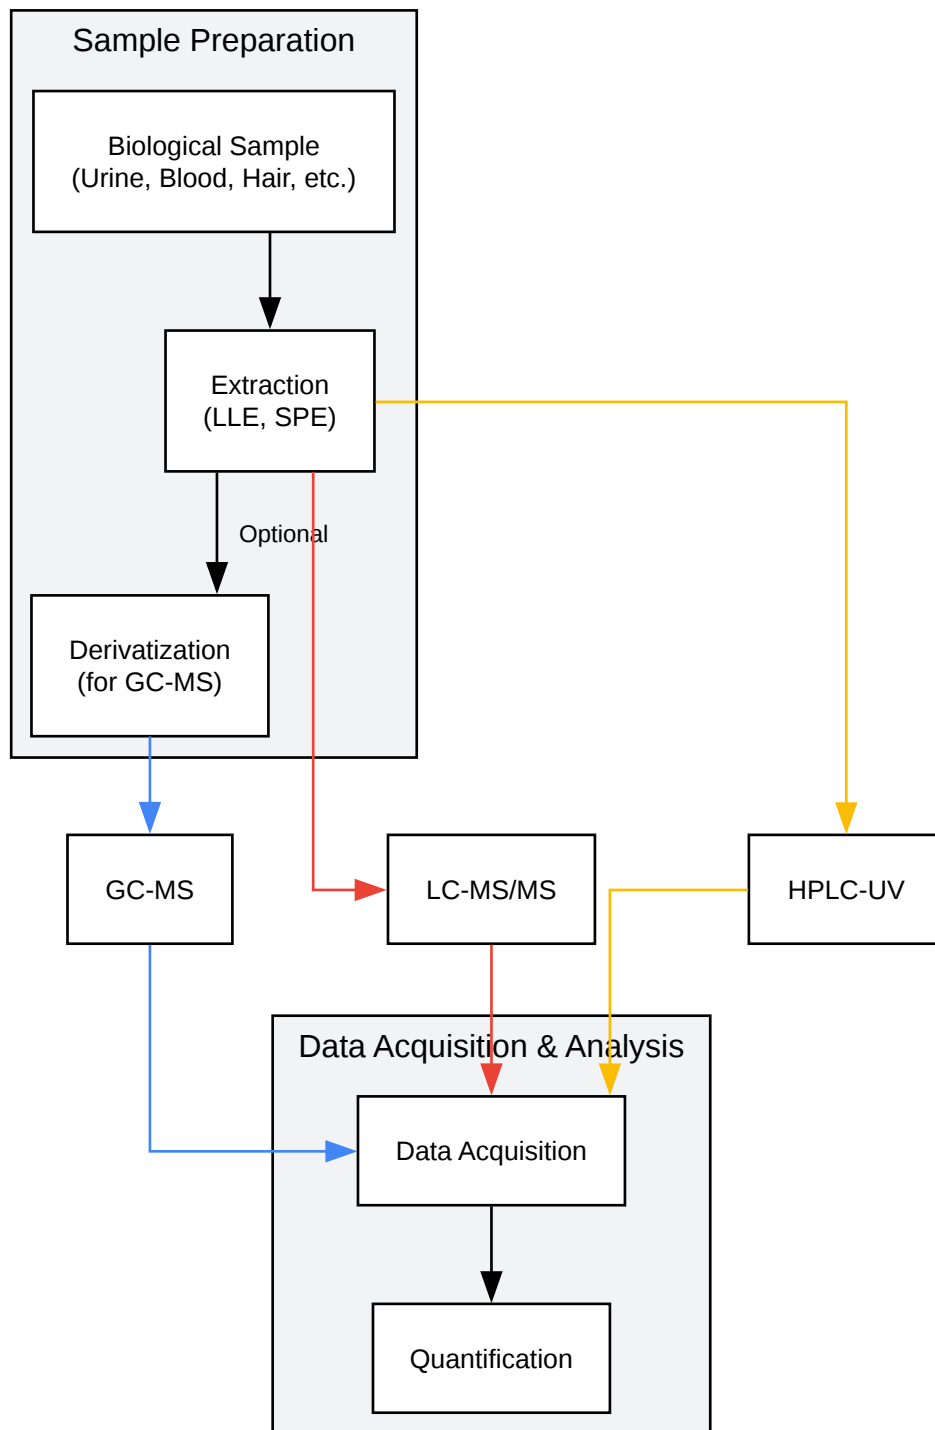 Sample Preparation
Biological Sample
(Urine, Blood, Hair, etc.)
Extraction
(LLE, SPE)
Optional
Derivatization
(for GC-MS)
GC-MS
LC-MS/MS
HPLC-UV
Data Acquisition & Analysis
Data Acquisition
Quantification